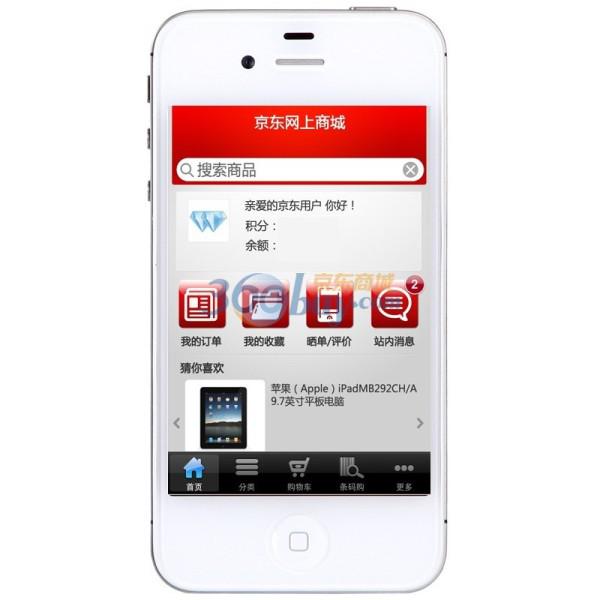 京东网上商城
搜索商品
亲爱的京东用户 你好！
积分：
余额：
京东商城
360buy.com
2
我的订单
我的收藏
晒单/评价
站内消息
猜你喜欢
苹果（Apple）iPadMB292CH/A
9.7英寸平板电脑
首页
分类
购物车
条码购
更多